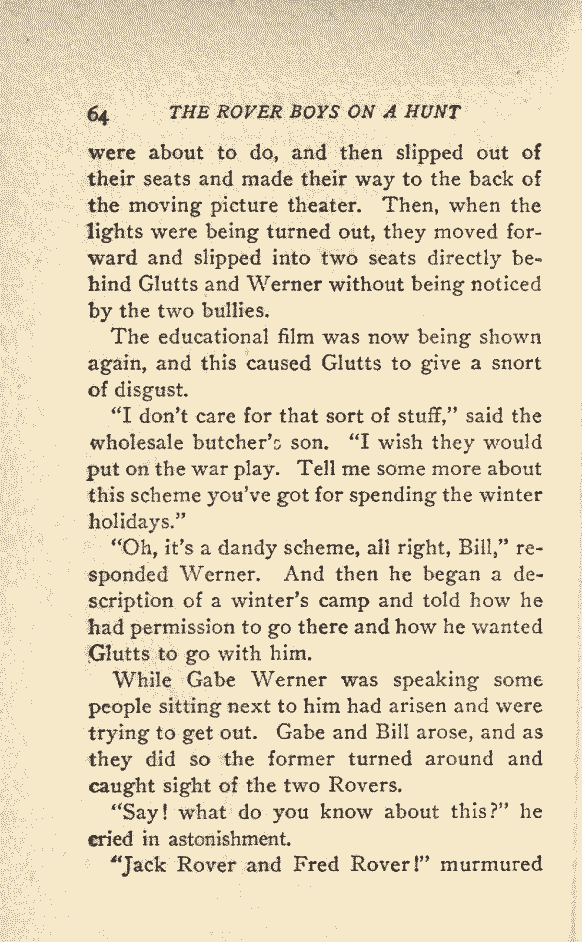 64 THE ROVER BOYS ON A HUNT
were about to do, and then slipped out of
their seats and made their way to the back of
the moving picture theater. Then, when the
lights were being turned out, they moved for-
ward and slipped into two seats directly be-
hind Glutts and Werner without being noticed
by the two bullies.
The educational film was now being shown
again, and this caused Glutts to give a snort
of disgust.
“I don’t care for that sort of stuff,” said the
wholesale butcher’s son. “I wish they would
put on the war play. Tell me some more about
this scheme you’ve got for spending the winter
holidays.”
“Oh, it’s a dandy scheme, all right, Bill,” re-
sponded Werner. And then he began a de-
scription of a winter’s camp and told how he
had permission to go there and how he wanted
Glutts to go with him.
While Gabe Werner was speaking some
people sitting next to him had arisen and were
trying to get out. Gabe and Bill arose, and as
they did so the former turned around and
caught sight of the two Rovers.
“Say! what do you know about this?” he
cried in astonishment.
“Jack Rover and Fred Rover!” murmured